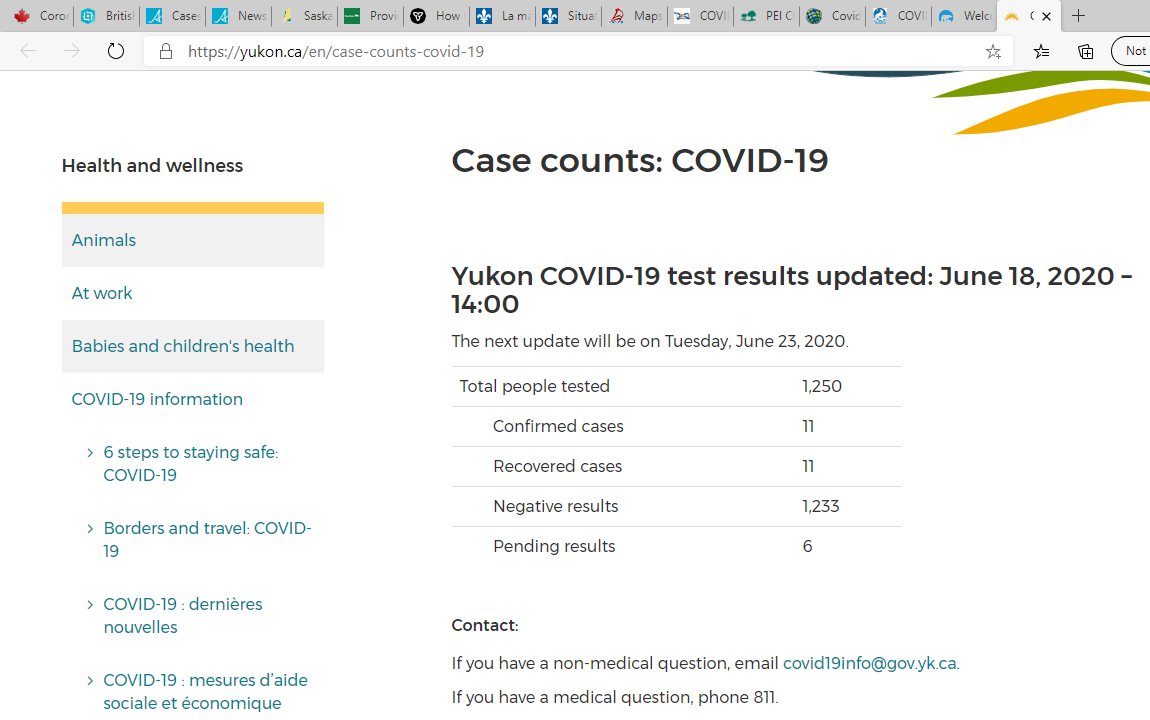 Coror
British
Cases
News
Saska
Provi
How
La ma
Situat
Maps
COVI
PEI C
Covid
COVI
Welc
https://yukon.ca/en/case-counts-covid-19
Not
Health and wellness
Animals
At work
Babies and children's health
COVID-19 information
6 steps to staying safe:
COVID-19
Borders and travel: COVID-
19
COVID-19 : dernières
nouvelles
COVID-19 : mesures d’aide
sociale et économique
Case counts: COVID-19
Yukon COVID-19 test results updated: June 18, 2020 –
14:00
The next update will be on Tuesday, June 23, 2020.
Total people tested 1,250
Confirmed cases 11
Recovered cases 11
Negative results 1,233
Pending results 6
Contact:
If you have a non-medical question, email covid19info@gov.yk.ca.
If you have a medical question, phone 811.